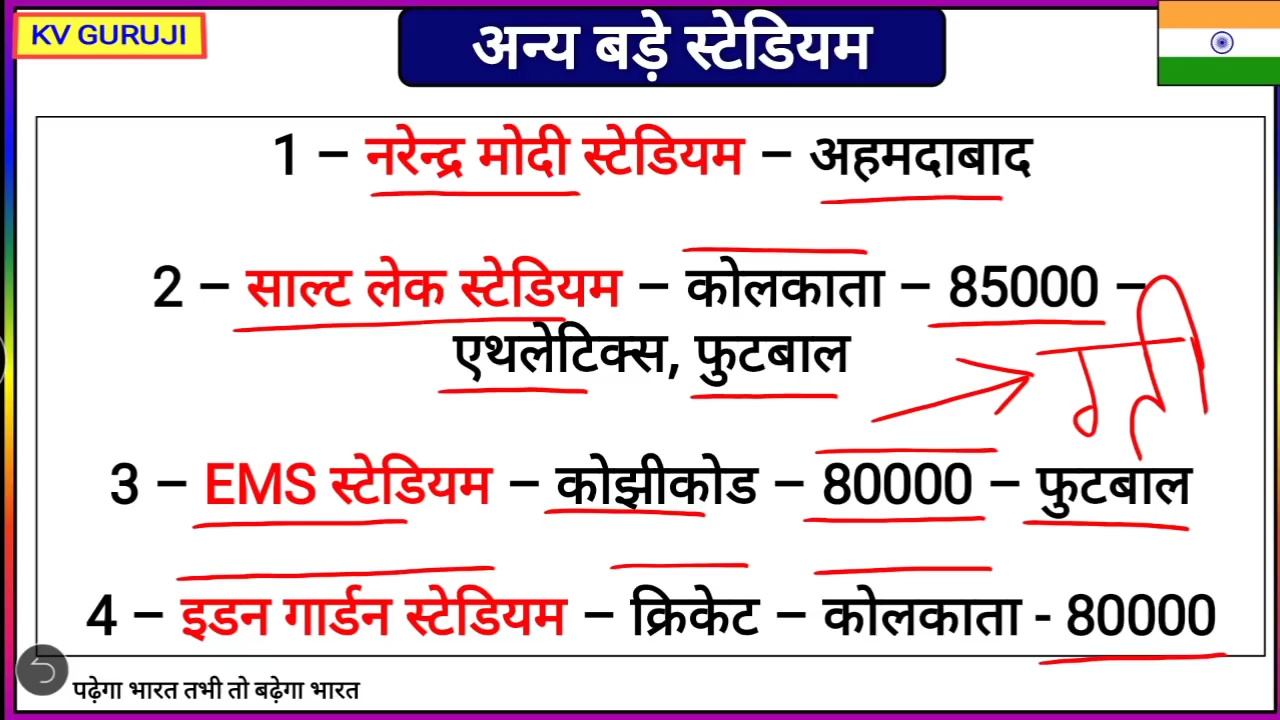 KV GURUJI
अन्य बड़े स्टेडियम
1 – नरेन्द्र मोदी स्टेडियम – अहमदाबाद
2 – साल्ट लेक स्टेडियम – कोलकाता – 85000 –
एथलेटिक्स, फुटबाल
3 – EMS स्टेडियम – कोझीकोड – 80000 – फुटबाल
4 – इडन गार्डन स्टेडियम – क्रिकेट – कोलकाता - 80000
पढ़ेगा भारत तभी तो बढ़ेगा भारत